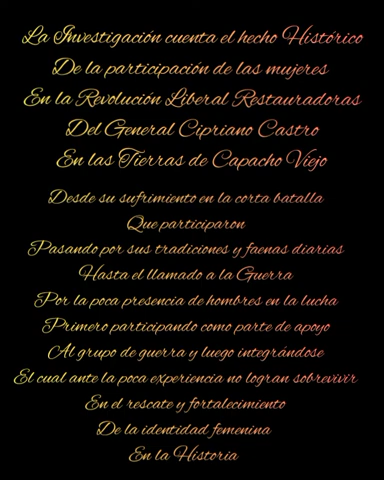 La Investigación cuenta el hecho Histórico
De la participación de las mujeres
En la Revolución Liberal Restauradoras
Del General Cipriano Castro
En las Tierras de Capacho Viejo
Desde su sufrimiento en la corta batalla
Que participaron
Pasando por sus tradiciones y faenas diarias
Hasta el llamado a la Guerra
Por la poca presencia de hombres en la lucha
Primero participando como parte de apoyo
Al grupo de guerra y luego integrándose
El cual ante la poca experiencia no logran sobrevivir
En el rescate y fortalecimiento
De la identidad femenina
En la Historia